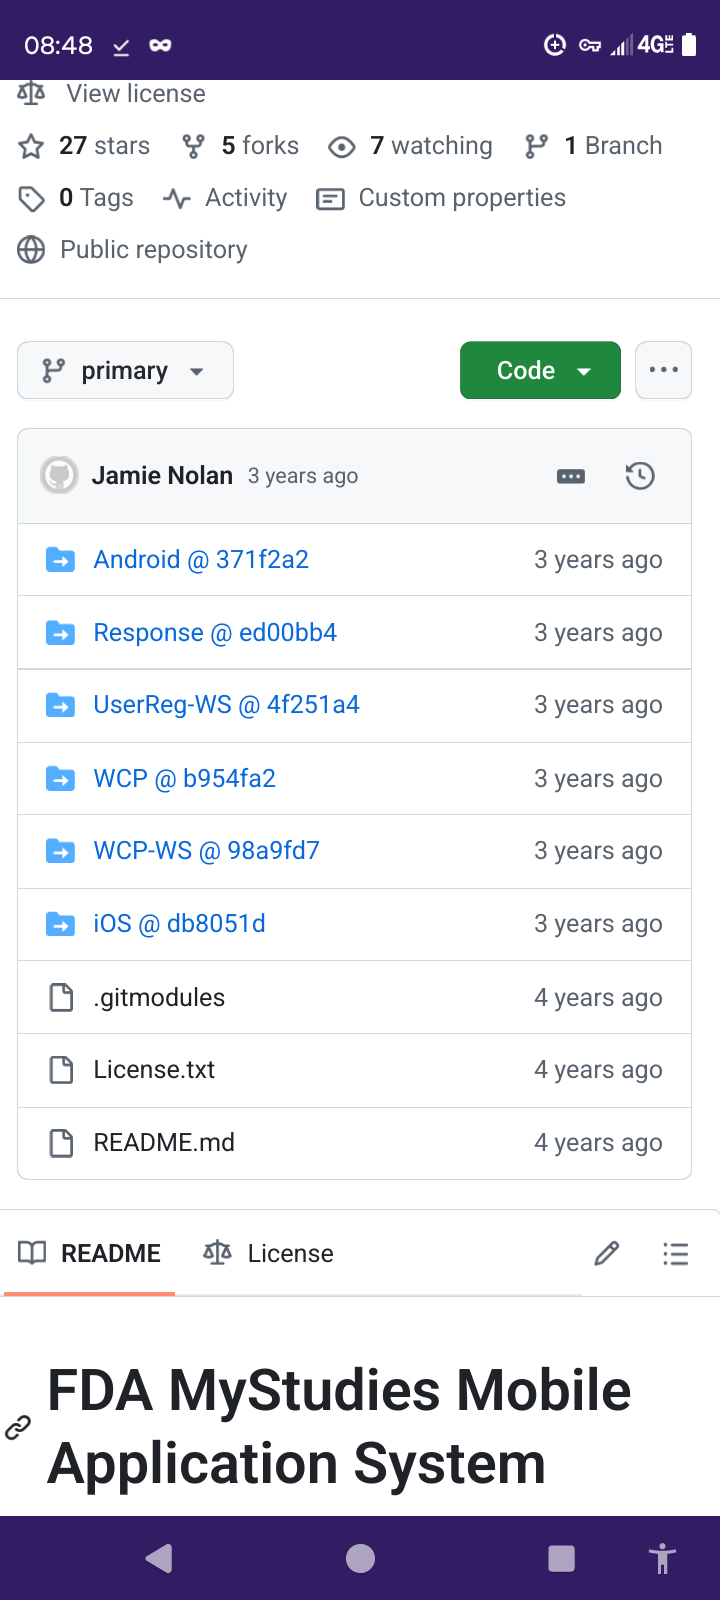 08:48 4G LTE
View license
27 stars 5 forks 7 watching 1 Branch
0 Tags Activity Custom properties
Public repository
primary Code
Jamie Nolan 3 years ago
Android @ 371f2a2 3 years ago
Response @ ed00bb4 3 years ago
UserReg-WS @ 4f251a4 3 years ago
WCP @ b954fa2 3 years ago
WCP-WS @ 98a9fd7 3 years ago
iOS @ db8051d 3 years ago
.gitmodules 4 years ago
License.txt 4 years ago
README.md 4 years ago
README License
FDA MyStudies Mobile
Application System